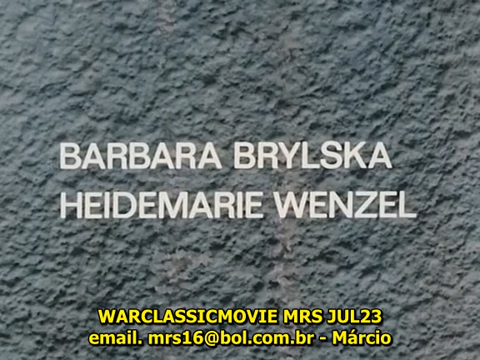 BARBARA BRYLSKA
HEIDEMARIE WENZEL
WARCLASSICMOVIE MRS JUL23
email. mrs16@bol.com.br - Márcio